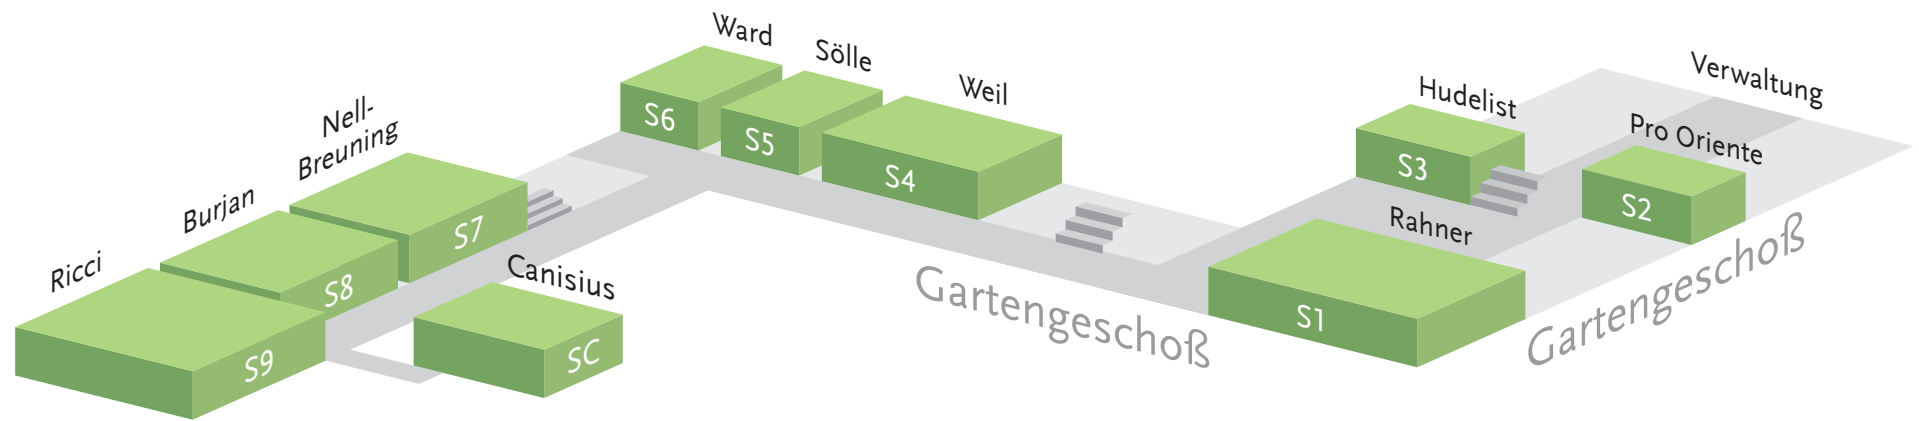 Ward
Sölle
Weil
Verwaltung
Hudelist
Pro Oriente
Nell-
Breuning
Burjan
Ricci
Canisius
Rahner
S6
S5
S4
S3
S2
S7
S8
S9
SC
S1
Gartengeschoß
Gartengeschoß